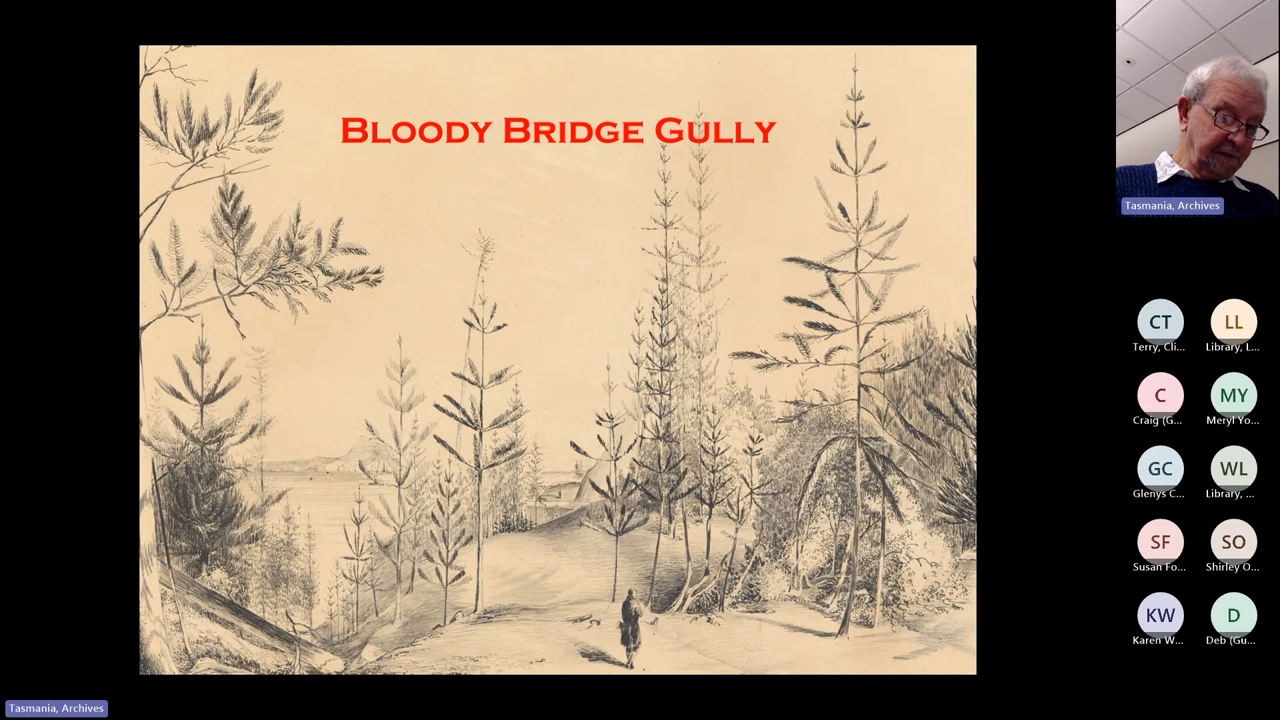 BLOODY BRIDGE GULLY
Tasmania, Archives
CT
Terry, Cli...
LL
Library, L...
C
Craig (G...
MY
Meryl Yo...
GC
Glenys C...
WL
Library, ...
SF
Susan Fo...
SO
Shirley O...
KW
Karen W...
D
Deb (Gu...
Tasmania, Archives